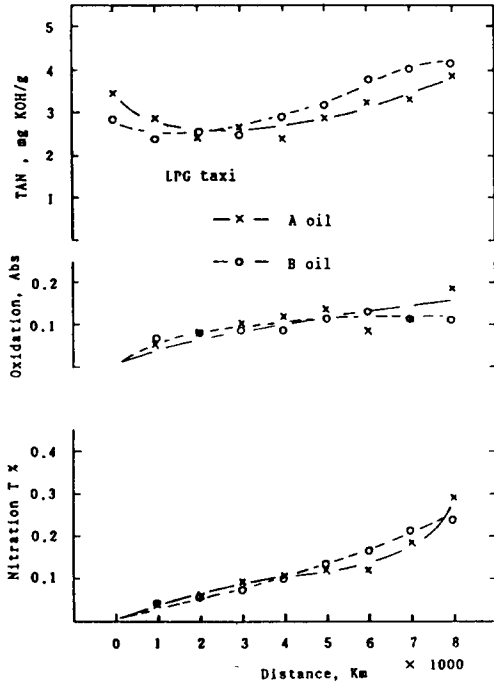 5
4
3
2
1
TAN , mg KOH/g
LPG taxi
× A oil
o B oil
0.2
0.1
Oxidation, Abs
0.4
0.3
0.2
0.1
Nitration T %
0 1 2 3 4 5 6 7 8
Distance, Km × 1000